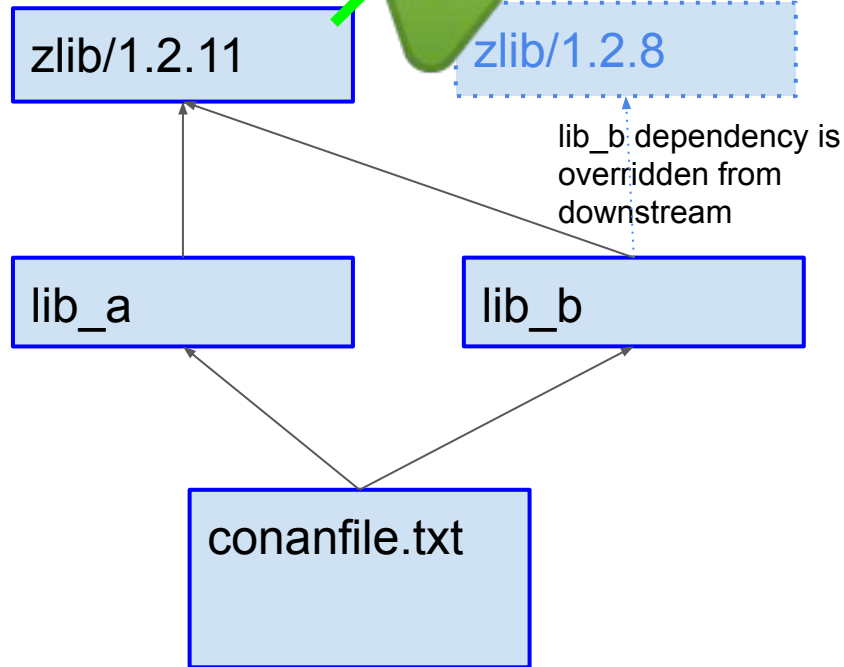 zlib/1.2.11
zlib/1.2.8
lib_b dependency is
overridden from
downstream
lib_a
lib_b
conanfile.txt